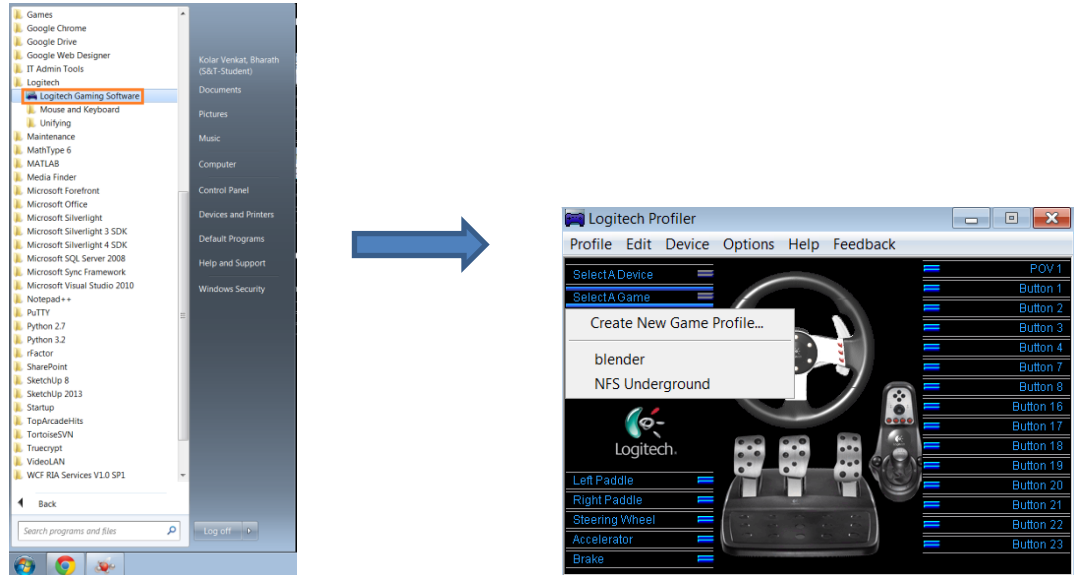 Games
Google Chrome
Google Drive
Google Web Designer
IT Admin Tools
Logitech
Logitech Gaming Software
Mouse and Keyboard
Unifying
Maintenance
MathType 6
MATLAB
Media Finder
Microsoft Forefront
Microsoft Office
Microsoft Silverlight
Microsoft Silverlight 3 SDK
Microsoft Silverlight 4 SDK
Microsoft SQL Server 2008
Microsoft Sync Framework
Microsoft Visual Studio 2010
Notepad++
PuTTY
Python 2.7
Python 3.2
rFactor
SharePoint
SketchUp 8
SketchUp 2013
Startup
TopArcadeHits
TortoiseSVN
Truecrypt
VideoLAN
WCF RIA Services V1.0 SP1
Back
Search programs and files
Kolar Venkat, Bharath
(S&T-Student)
Documents
Pictures
Music
Computer
Control Panel
Devices and Printers
Default Programs
Help and Support
Windows Security
Log off
Logitech Profiler
Profile Edit Device Options Help Feedback
Select A Device
Select A Game
Create New Game Profile...
blender
NFS Underground
Logitech.
Left Paddle
Right Paddle
Steering Wheel
Accelerator
Brake
POV 1
Button 1
Button 2
Button 3
Button 4
Button 7
Button 8
Button 16
Button 17
Button 18
Button 19
Button 20
Button 21
Button 22
Button 23